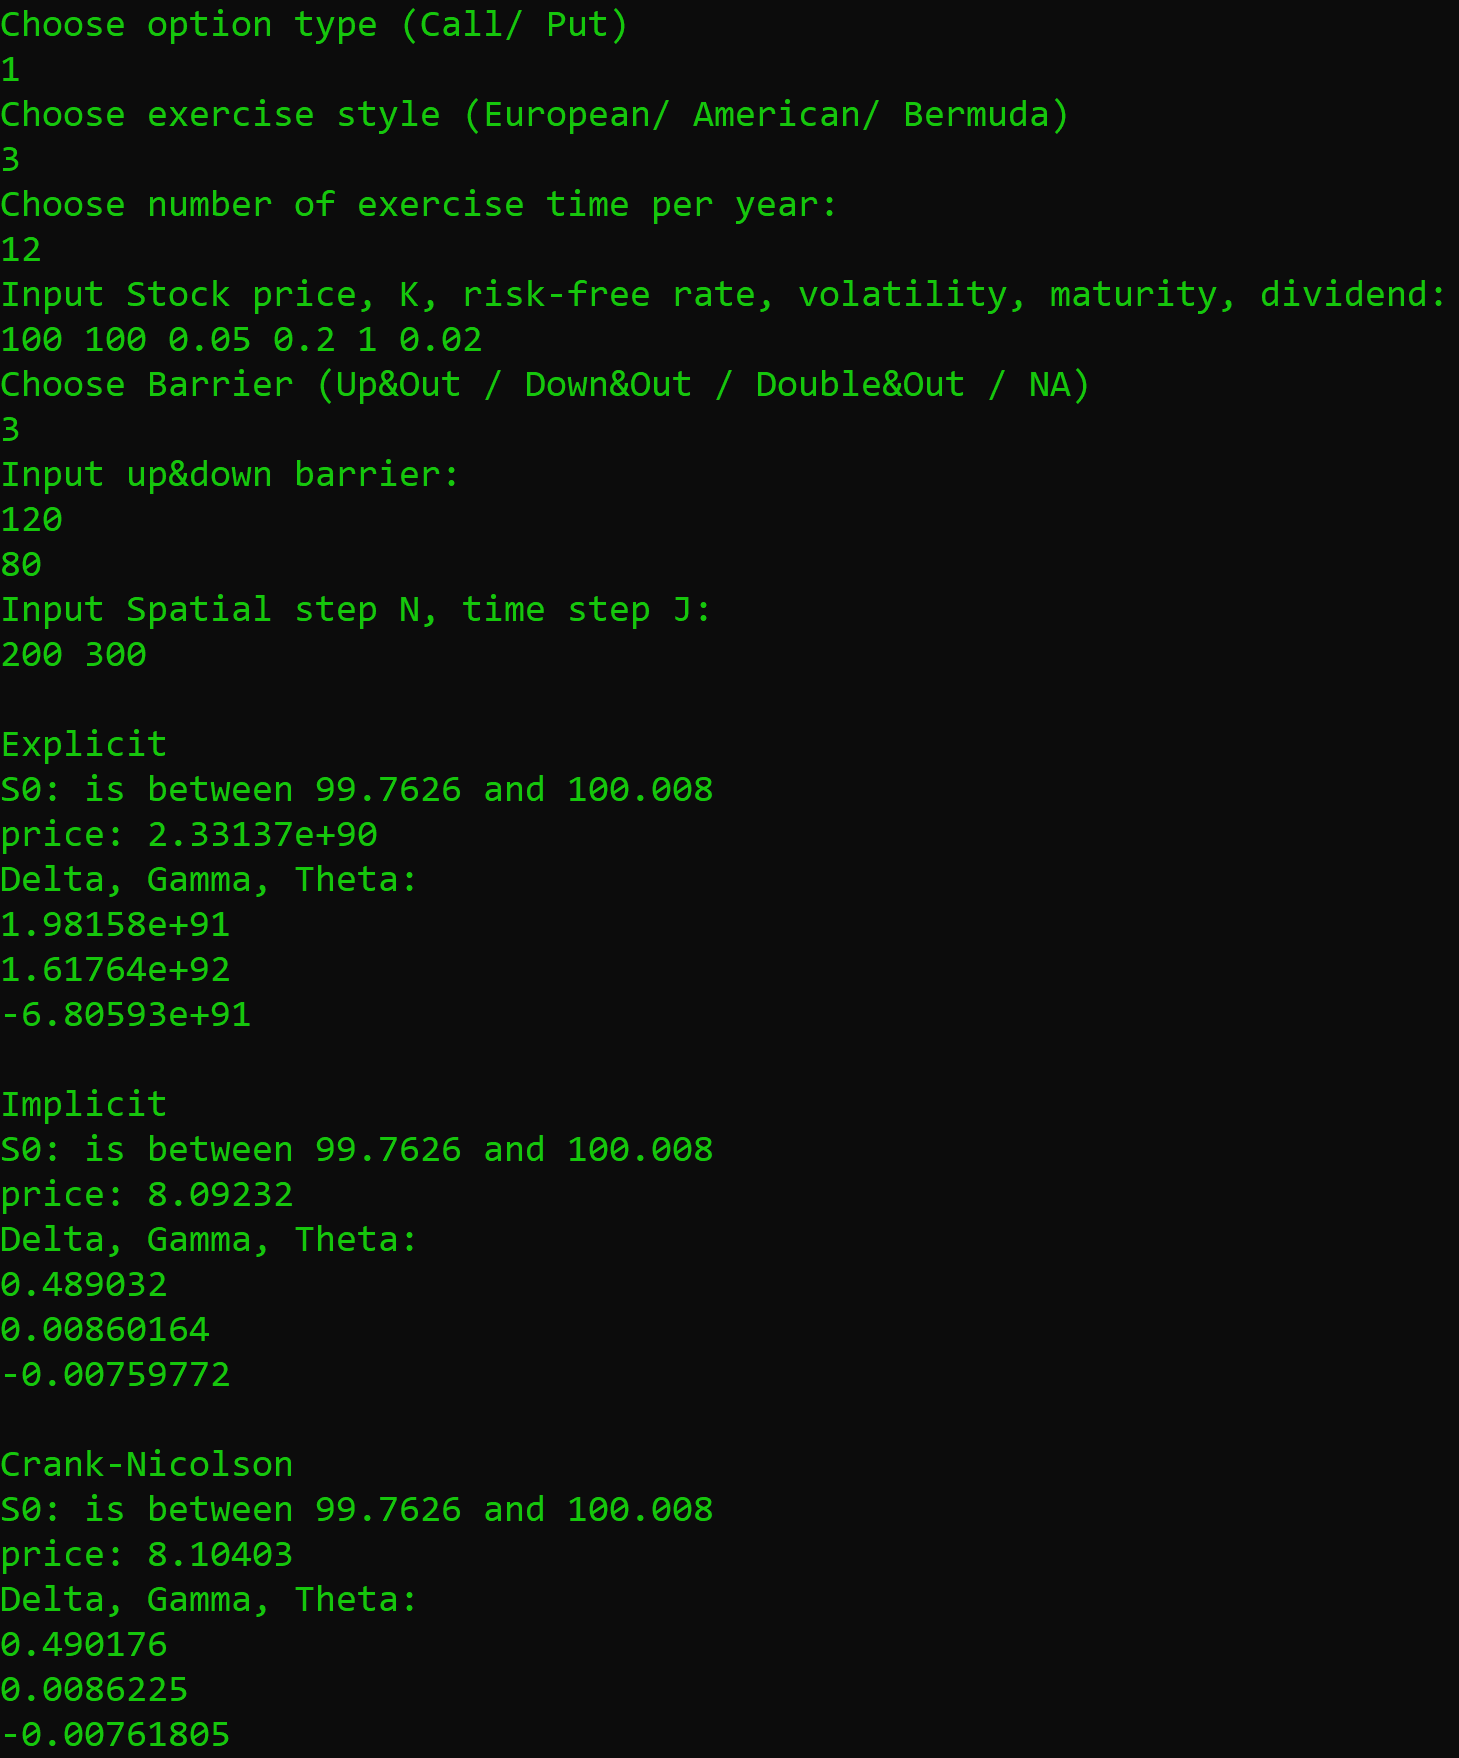 Choose option type (Call/ Put)
1
Choose exercise style (European/ American/ Bermuda)
3
Choose number of exercise time per year:
12
Input Stock price, K, risk-free rate, volatility, maturity, dividend:
100 100 0.05 0.2 1 0.02
Choose Barrier (Up&Out / Down&Out / Double&Out / NA)
3
Input up&down barrier:
120
80
Input Spatial step N, time step J:
200 300
Explicit
S0: is between 99.7626 and 100.008
price: 2.33137e+90
Delta, Gamma, Theta:
1.98158e+91
1.61764e+92
-6.80593e+91
Implicit
S0: is between 99.7626 and 100.008
price: 8.09232
Delta, Gamma, Theta:
0.489032
0.00860164
-0.00759772
Crank-Nicolson
S0: is between 99.7626 and 100.008
price: 8.10403
Delta, Gamma, Theta:
0.490176
0.0086225
-0.00761805